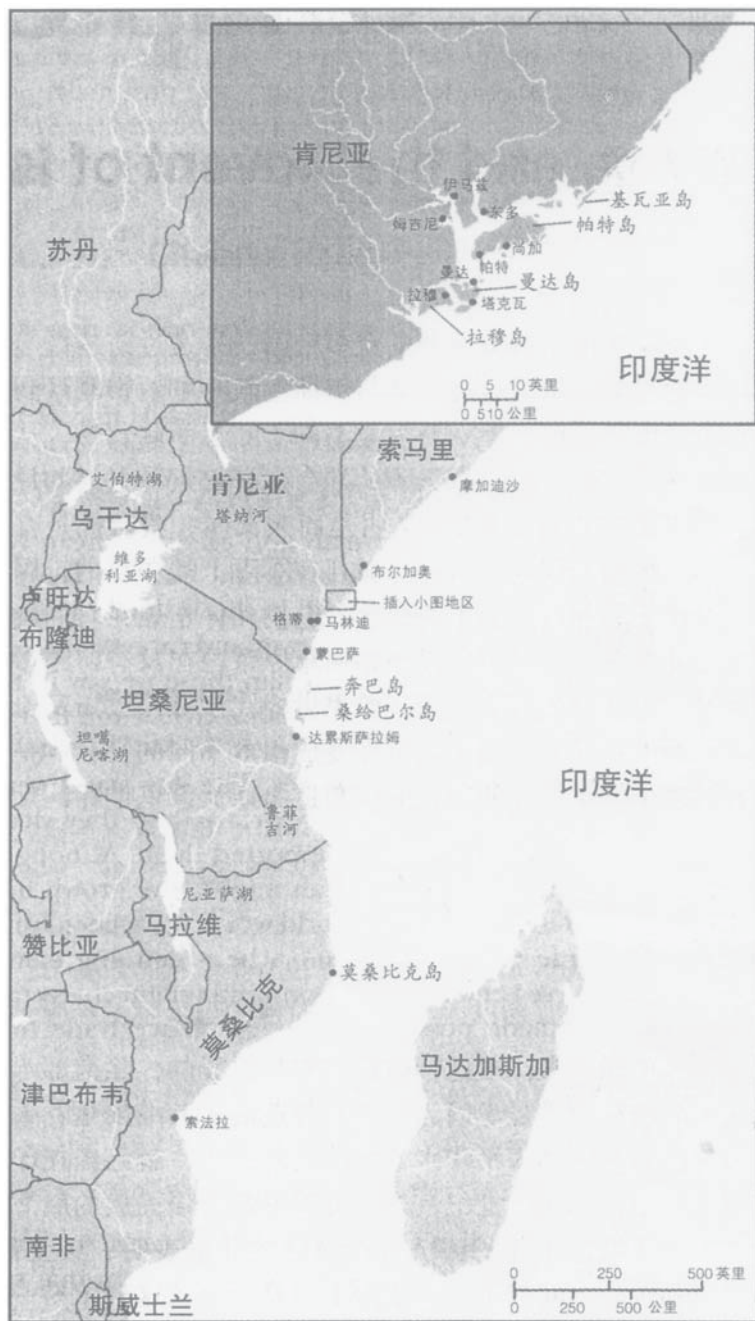 肯尼亚
伊马兹
基瓦亚岛
东多
姆吉尼
帕特岛
尚加
帕特
曼达
曼达岛
拉穆
塔克瓦
拉穆岛
印度洋
0 5 10 英里
0 510 公里
苏丹
索马里
摩加迪沙
艾伯特湖
肯尼亚
塔纳河
乌干达
维多
利亚湖
布尔加奥
插入小图地区
卢旺达
格蒂
马林迪
布隆迪
蒙巴萨
奔巴岛
坦桑尼亚
桑给巴尔岛
达累斯萨拉姆
坦噶
尼喀湖
印度洋
鲁菲
吉河
尼亚萨湖
马拉维
赞比亚
莫桑比克岛
莫桑比克
马达加斯加
津巴布韦
索法拉
南非
斯威士兰
0 250 500 英里
0 250 500 公里